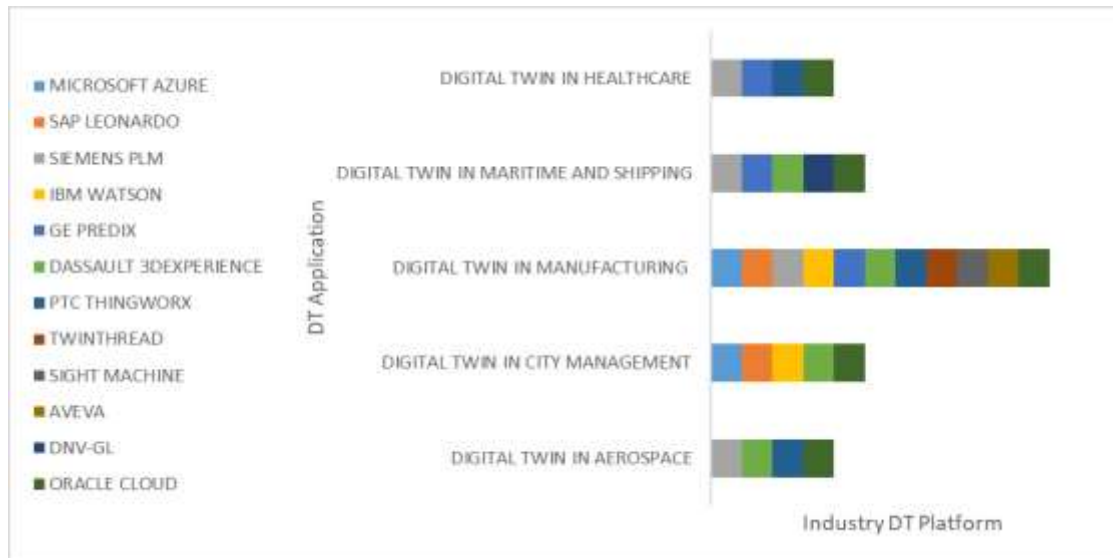 MICROSOFT AZURE
SAP LEONARDO
SIEMENS PLM
IBM WATSON
GE PREDIX
DASSAULT 3DEXPERIENCE
PTC THINGWORX
TWINTHREAD
SIGHT MACHINE
AVEVA
DNV-GL
ORACLE CLOUD
DT Application
DIGITAL TWIN IN HEALTHCARE
DIGITAL TWIN IN MARITIME AND SHIPPING
DIGITAL TWIN IN MANUFACTURING
DIGITAL TWIN IN CITY MANAGEMENT
DIGITAL TWIN IN AEROSPACE
Industry DT Platform